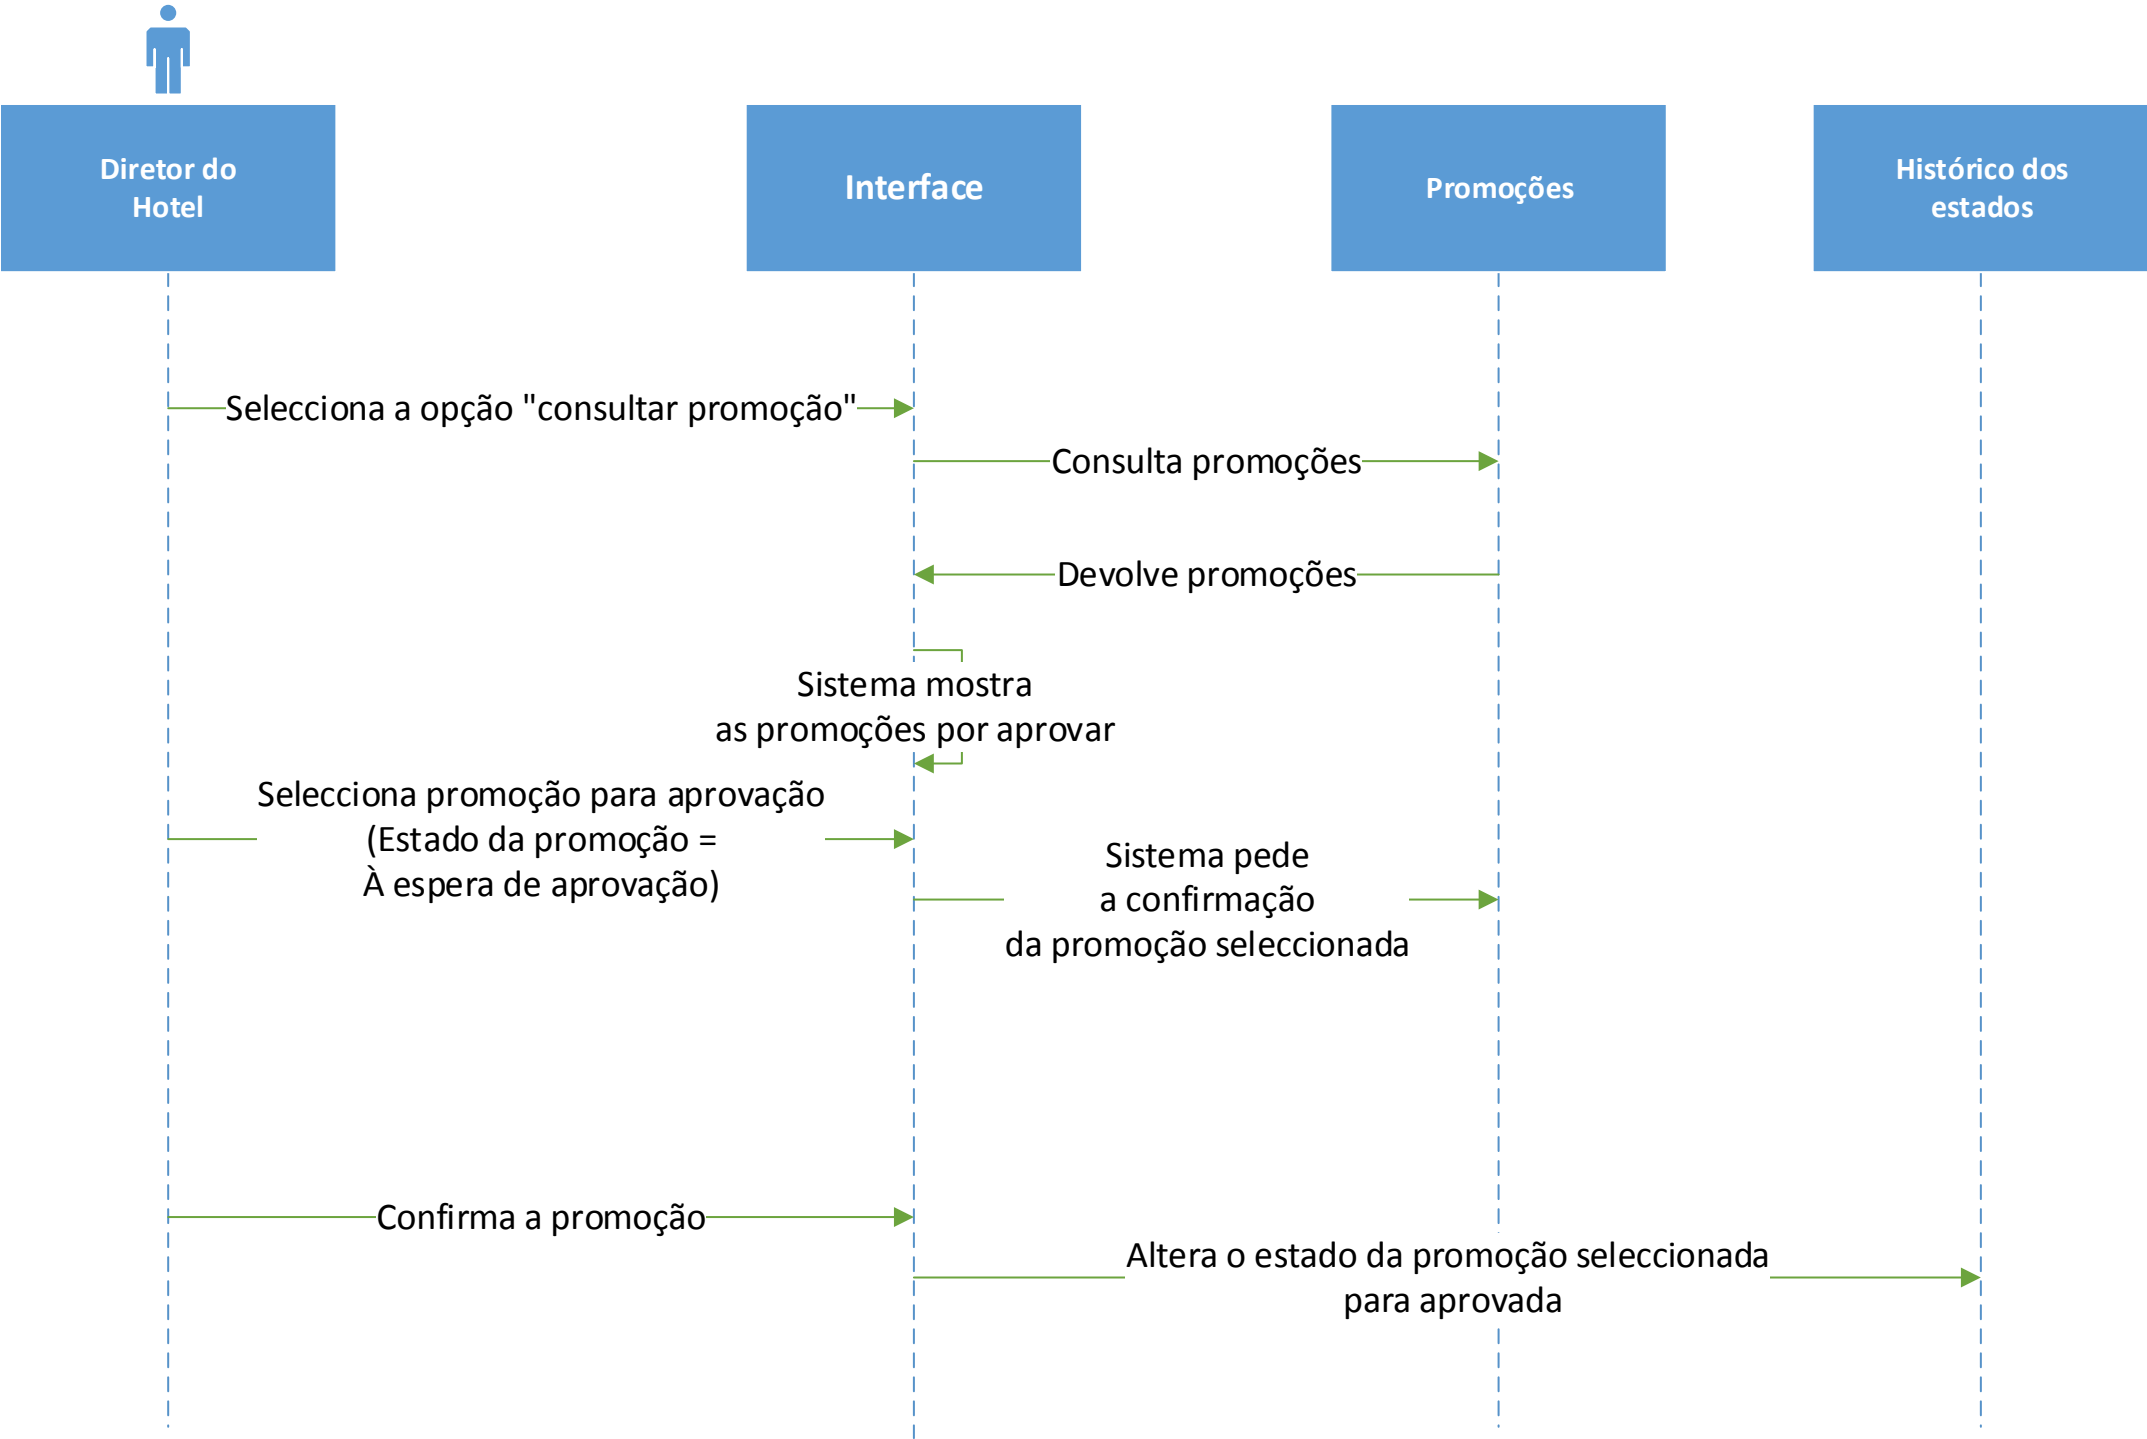 Diretor do
Hotel
Interface
Promoções
Histórico dos
estados
Selecciona a opção "consultar promoção"
Consulta promoções
Devolve promoções
Sistema mostra
as promoções por aprovar
Selecciona promoção para aprovação
(Estado da promoção =
À espera de aprovação)
Sistema pede
a confirmação
da promoção seleccionada
Confirma a promoção
Altera o estado da promoção seleccionada
para aprovada